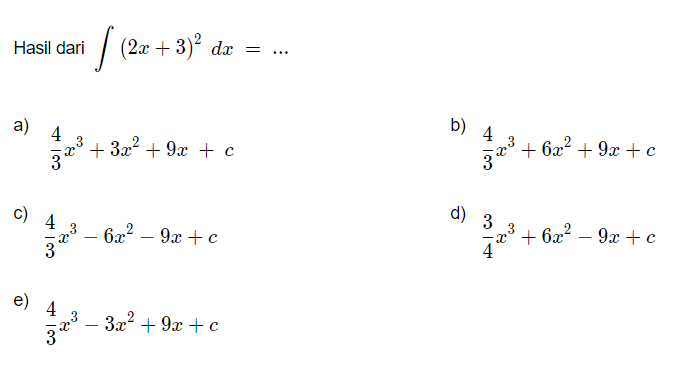 Hasil dari ∫ (2x + 3)² dx = ...
a) 4/3 x³ + 3x² + 9x + c
b) 4/3 x³ + 6x² + 9x + c
c) 4/3 x³ − 6x² − 9x + c
d) 3/4 x³ + 6x² − 9x + c
e) 4/3 x³ − 3x² + 9x + c